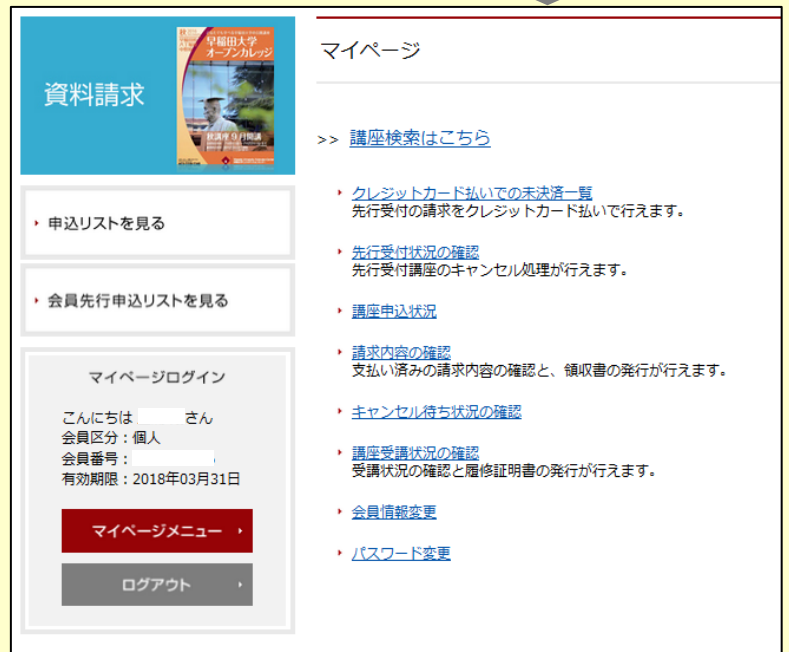 早稲田大学
オープンカレッジ
資料請求
秋講座 9月開講
申込リストを見る
会員先行申込リストを見る
マイページログイン
こんにちは さん
会員区分：個人
会員番号：
有効期限：2018年03月31日
マイページメニュー
ログアウト
マイページ
>> 講座検索はこちら
クレジットカード払いでの未決済一覧
先行受付の請求をクレジットカード払いで行えます。
先行受付状況の確認
先行受付講座のキャンセル処理が行えます。
講座申込状況
請求内容の確認
支払い済みの請求内容の確認と、領収書の発行が行えます。
キャンセル待ち状況の確認
講座受講状況の確認
受講状況の確認と履修証明書の発行が行えます。
会員情報変更
パスワード変更